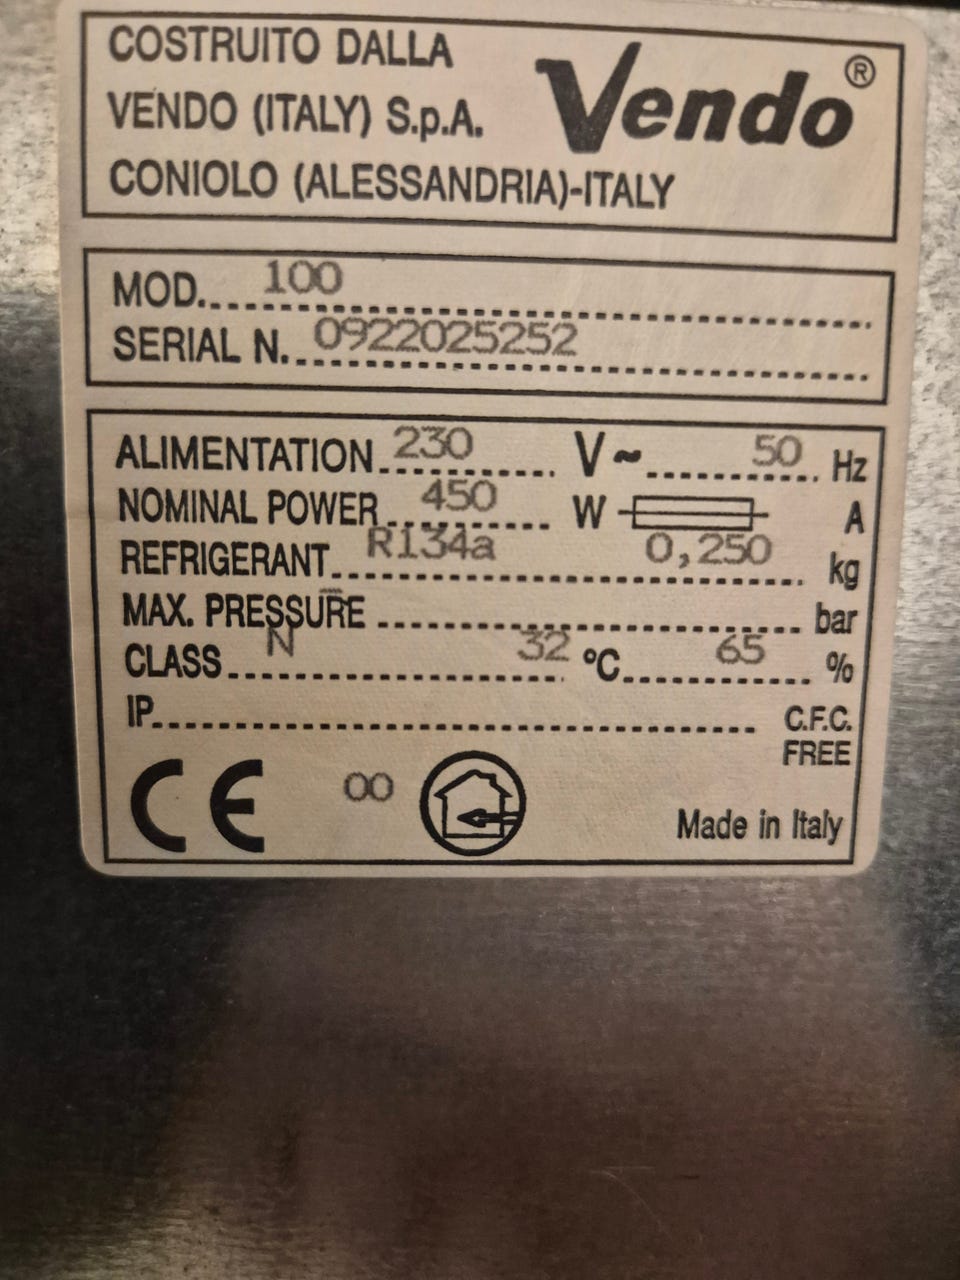 COSTRUITO DALLA
VENDO (ITALY) S.p.A.
CONIOLO (ALESSANDRIA)-ITALY
Vendo®
MOD. 100
SERIAL N. 0922025252
ALIMENTATION 230 V ~ 50 Hz
NOMINAL POWER 450 W A
REFRIGERANT R134a 0,250 kg
MAX. PRESSURE bar
CLASS N 32 °C 65 %
IP C.F.C.
FREE
CE 00
Made in Italy